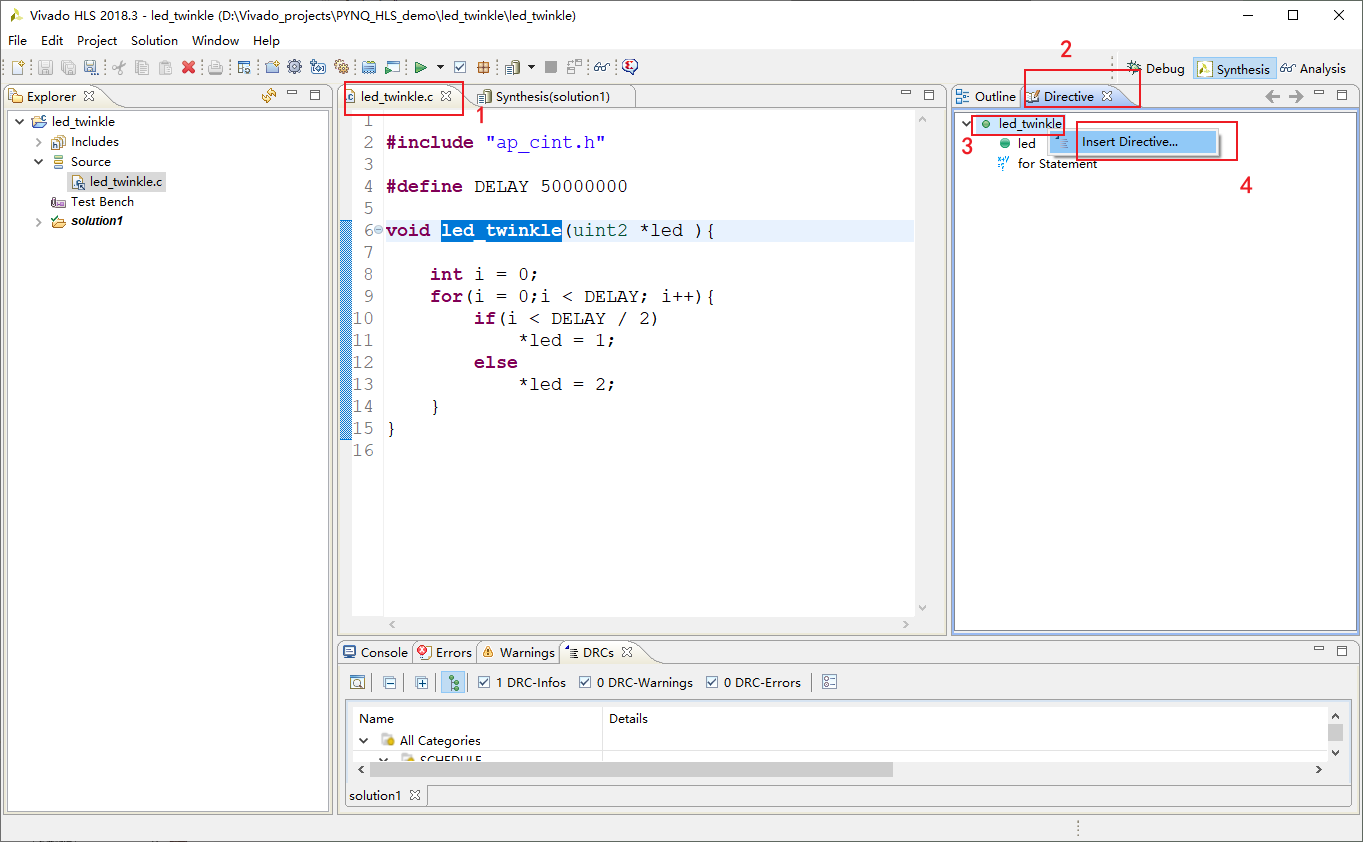 Vivado HLS 2018.3 - led_twinkle (D:\Vivado_projects\PYNQ_HLS_demo\led_twinkle\led_twinkle)
File Edit Project Solution Window Help
2
Debug Synthesis Analysis
Explorer
led_twinkle.c Synthesis(solution1)
1
Outline Directive
led_twinkle
Includes
Source
led_twinkle.c
Test Bench
solution1
1
2 #include "ap_cint.h"
3
4 #define DELAY 50000000
5
6 void led_twinkle(uint2 *led ){
7
8 int i = 0;
9 for(i = 0;i < DELAY; i++){
10 if(i < DELAY / 2)
11 *led = 1;
12 else
13 *led = 2;
14 }
15 }
16
led_twinkle
3
led
Insert Directive...
for Statement
4
Console Errors Warnings DRCs
1 DRC-Infos 0 DRC-Warnings 0 DRC-Errors
Name Details
All Categories
SCHEDULE
solution1